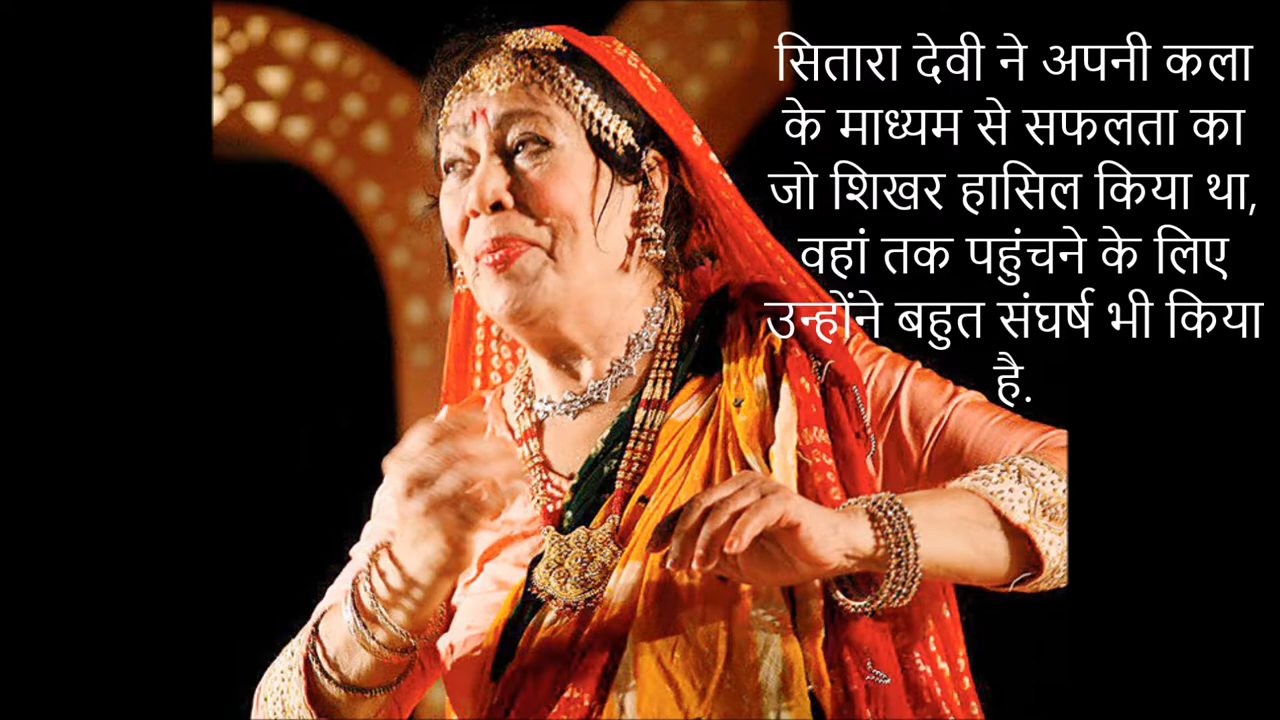 सितारा देवी ने अपनी कला
के माध्यम से सफलता का
जो शिखर हासिल किया था,
वहां तक पहुंचने के लिए
उन्होंने बहुत संघर्ष भी किया
है.